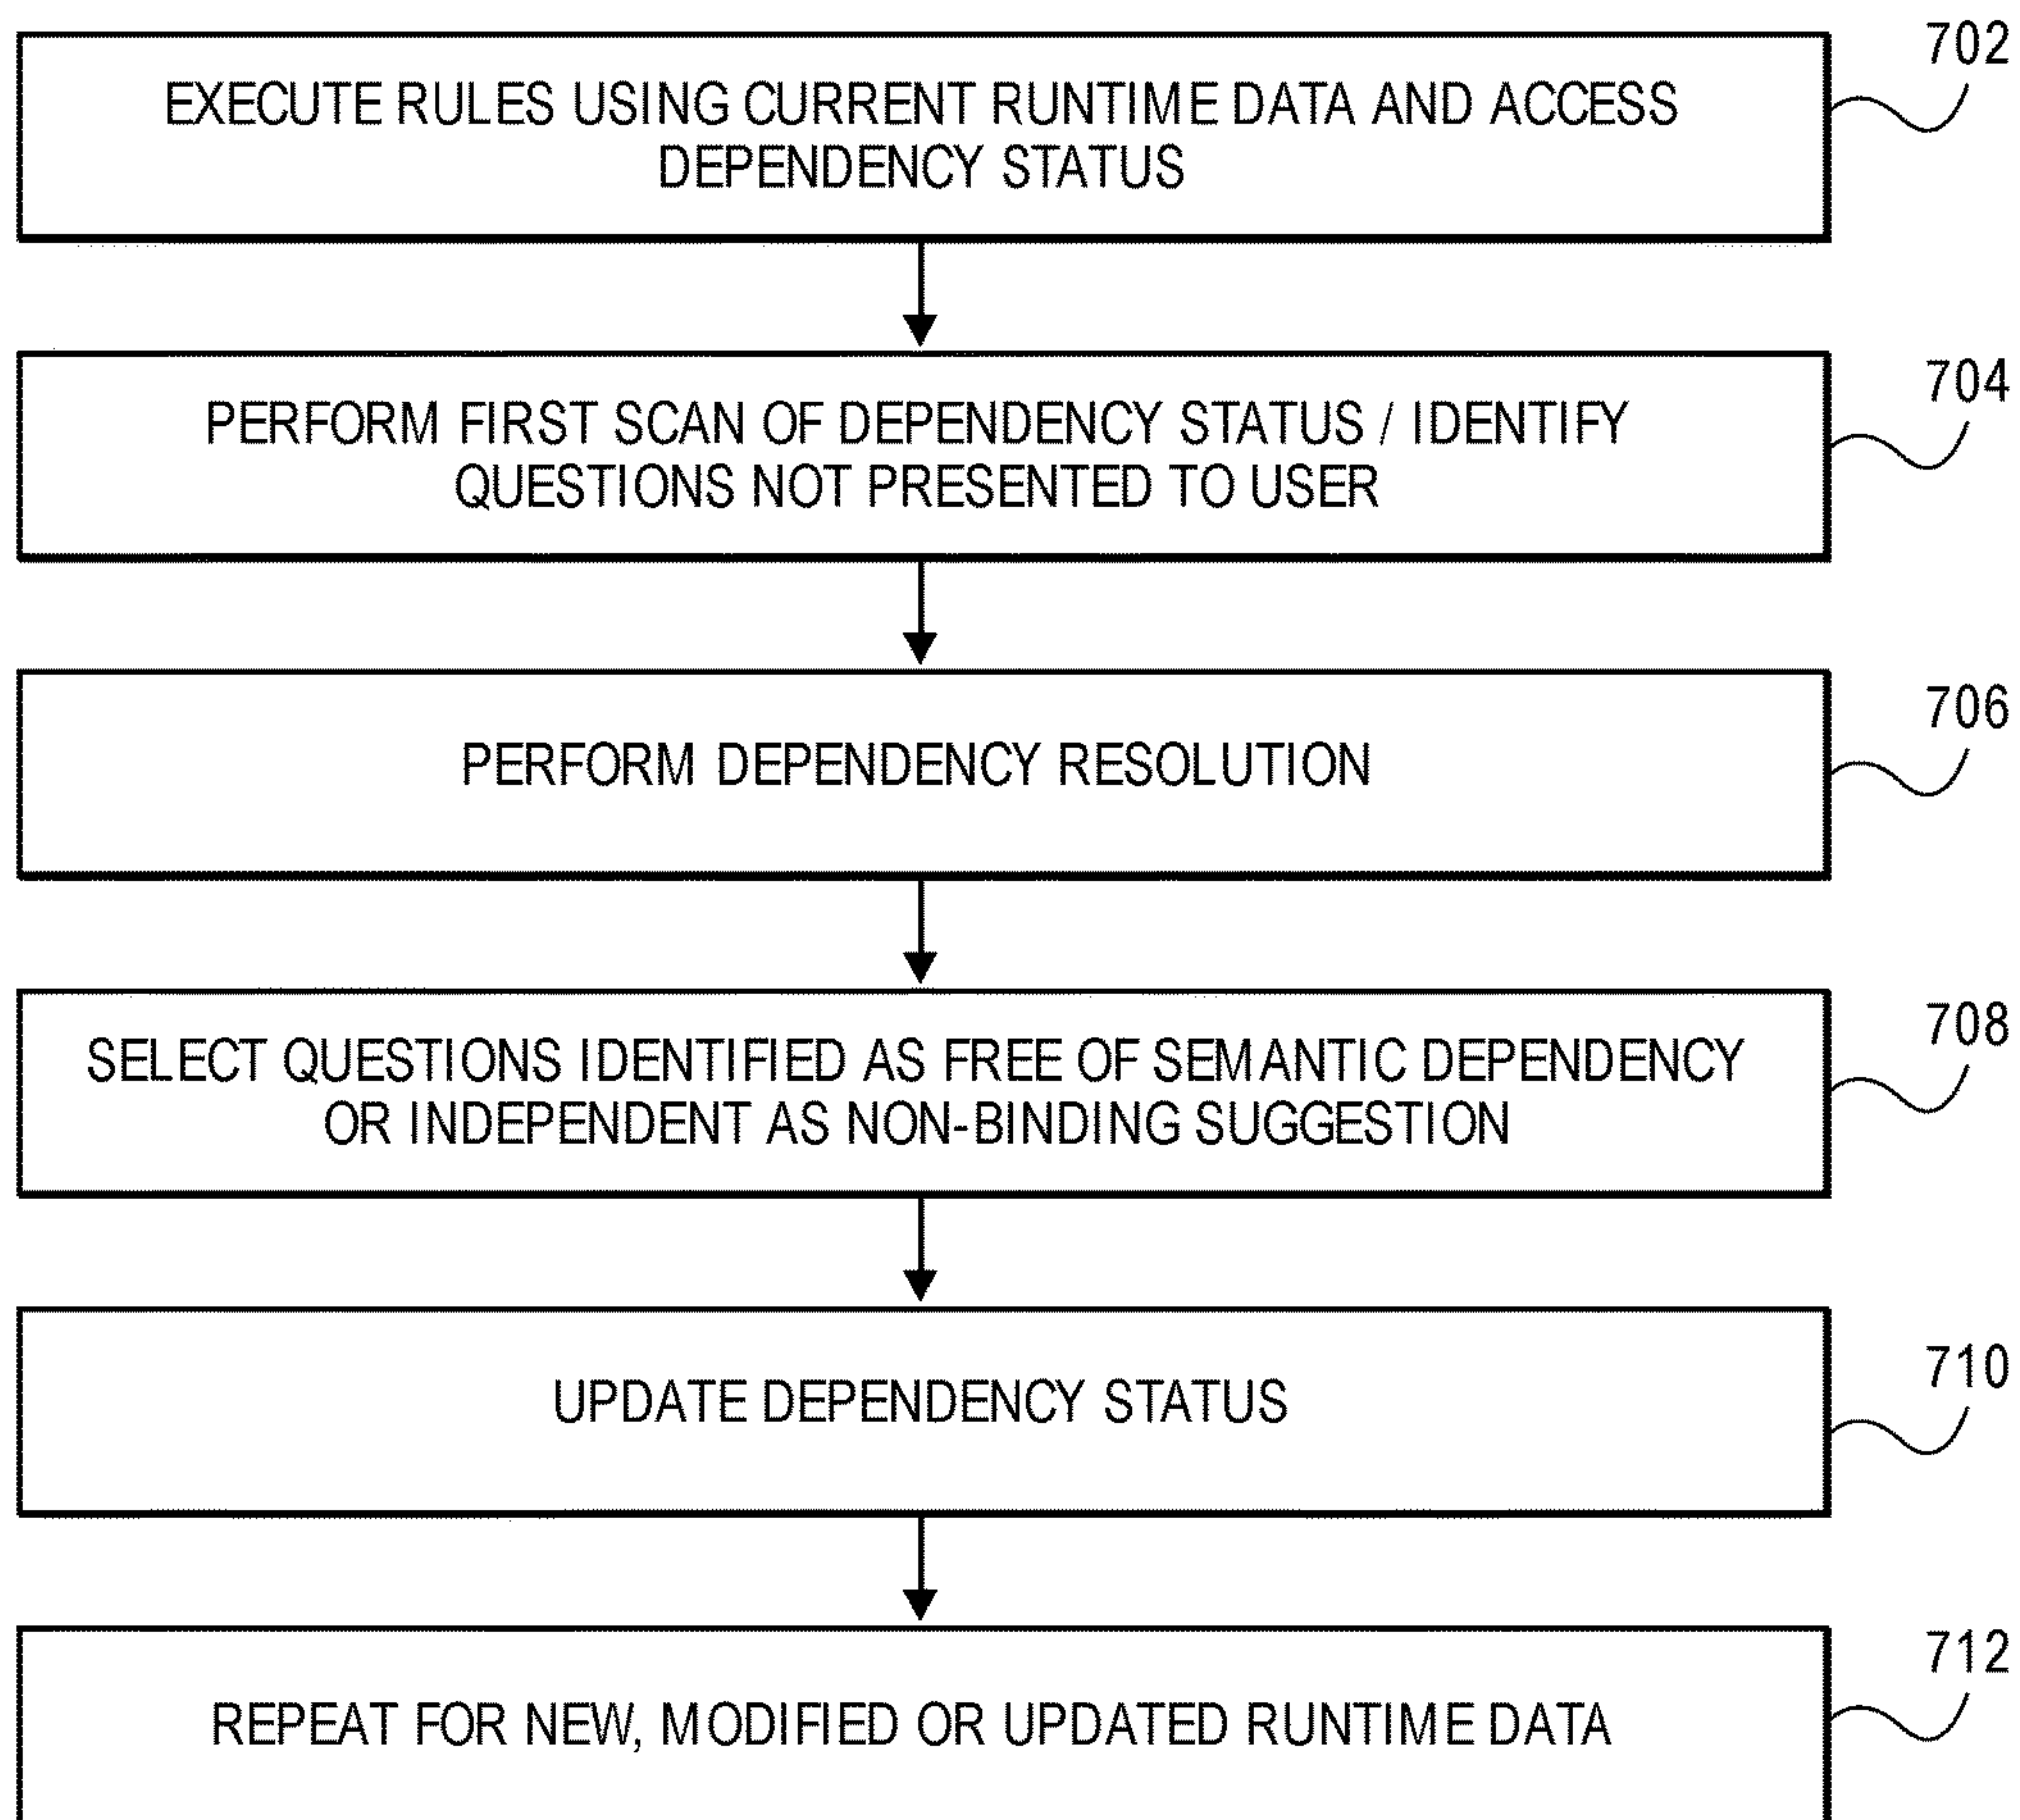 702
EXECUTE RULES USING CURRENT RUNTIME DATA AND ACCESS
DEPENDENCY STATUS
704
PERFORM FIRST SCAN OF DEPENDENCY STATUS / IDENTIFY
QUESTIONS NOT PRESENTED TO USER
706
PERFORM DEPENDENCY RESOLUTION
708
SELECT QUESTIONS IDENTIFIED AS FREE OF SEMANTIC DEPENDENCY
OR INDEPENDENT AS NON-BINDING SUGGESTION
710
UPDATE DEPENDENCY STATUS
712
REPEAT FOR NEW, MODIFIED OR UPDATED RUNTIME DATA